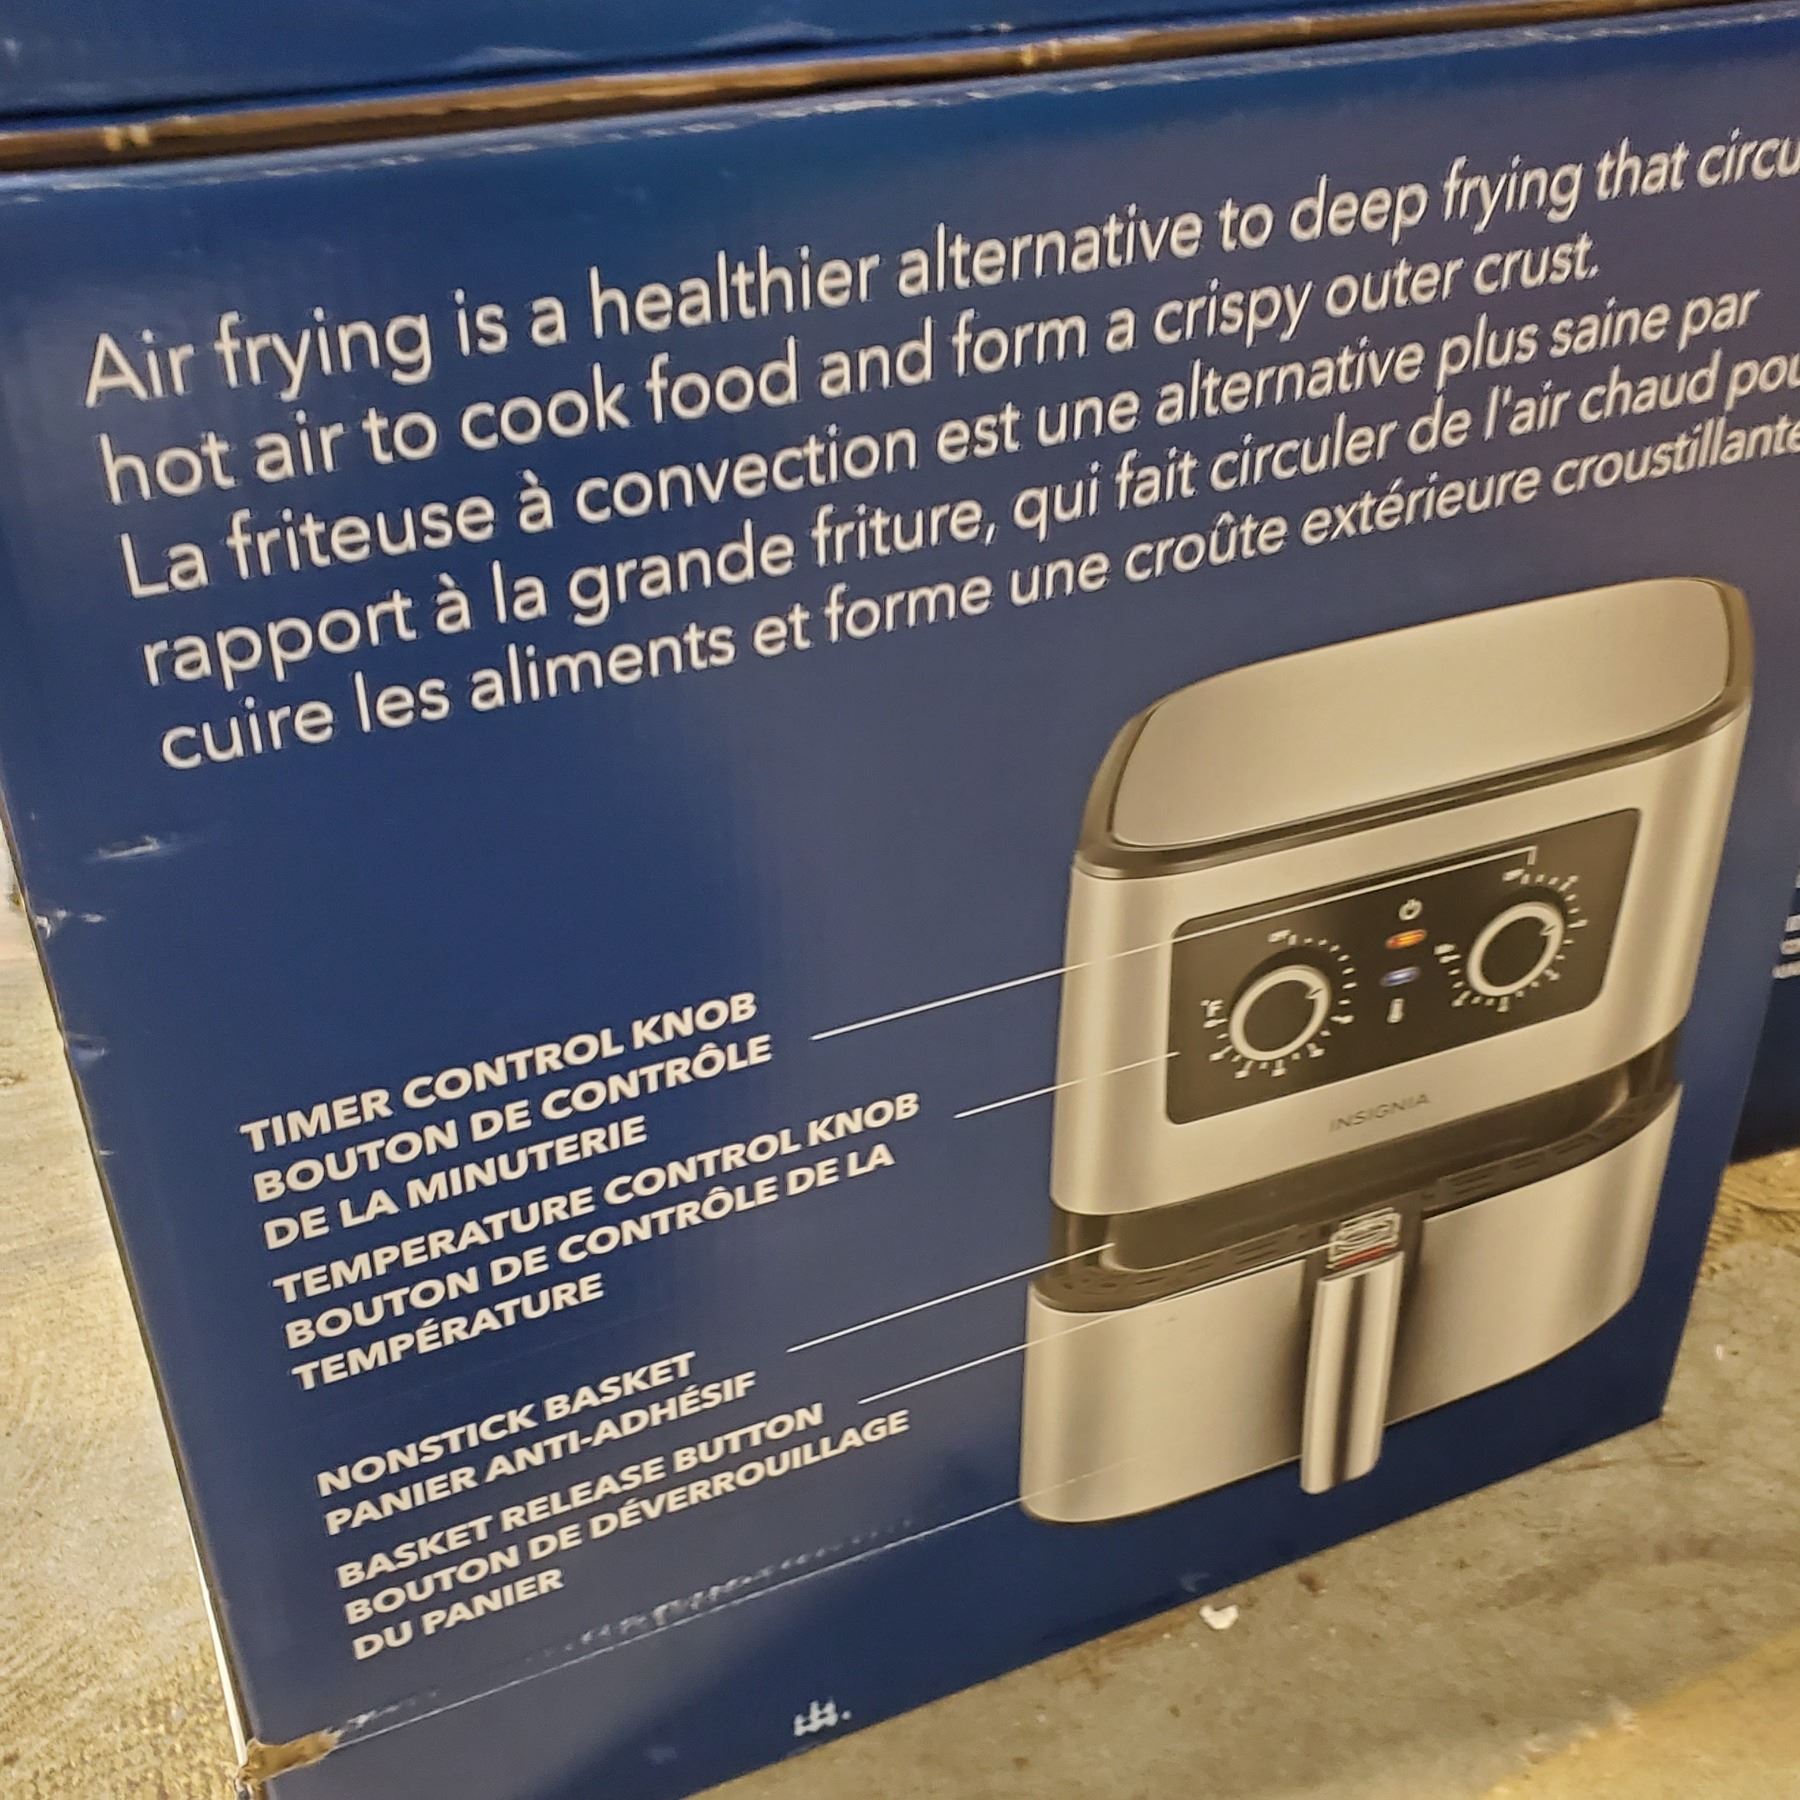 Air frying is a healthier alternative to deep frying that circu
hot air to cook food and form a crispy outer crust.
La friteuse à convection est une alternative plus saine par
rapport à la grande friture, qui fait circuler de l'air chaud pou
cuire les aliments et forme une croûte extérieure croustillante
TIMER CONTROL KNOB
BOUTON DE CONTRÔLE
DE LA MINUTERIE
TEMPERATURE CONTROL KNOB
BOUTON DE CONTRÔLE DE LA
TEMPÉRATURE
NONSTICK BASKET
PANIER ANTI-ADHÉSIF
BASKET RELEASE BUTTON
BOUTON DE DÉVERROUILLAGE
DU PANIER
°F
INSIGNIA